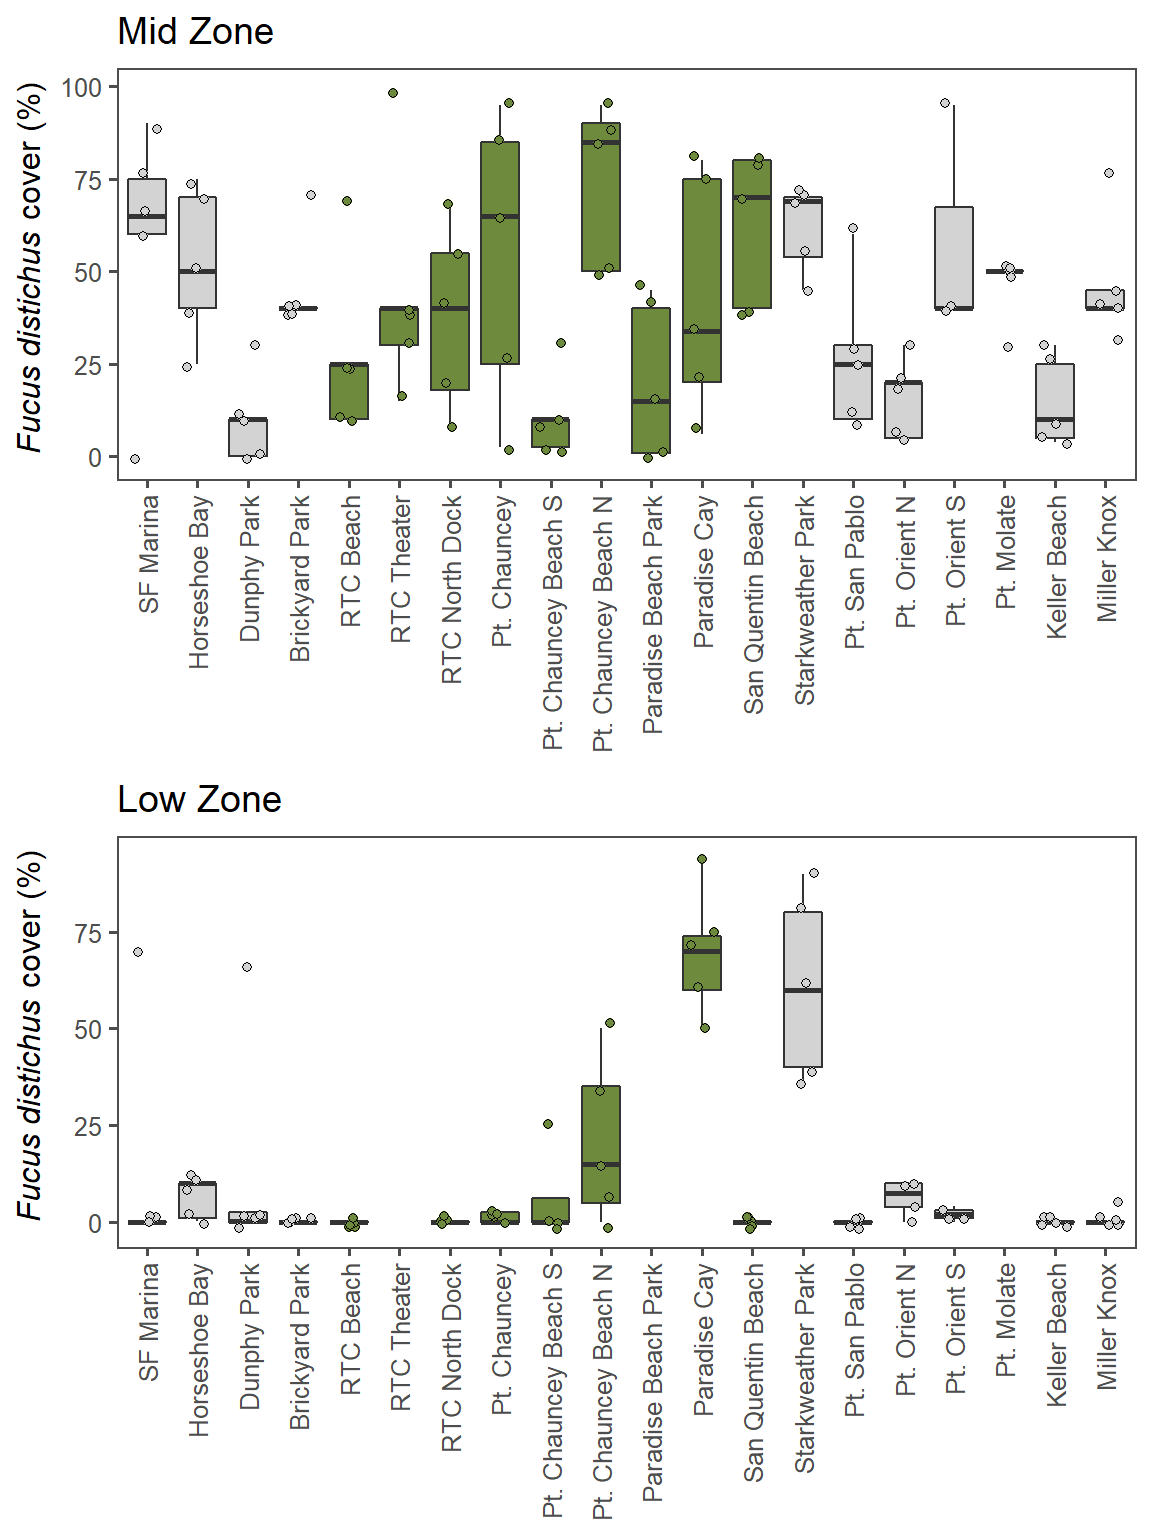 Mid Zone
Fucus distichus cover (%)
100
75
50
25
0
SF Marina
Horseshoe Bay
Dunphy Park
Brickyard Park
RTC Beach
RTC Theater
RTC North Dock
Pt. Chauncey
Pt. Chauncey Beach S
Pt. Chauncey Beach N
Paradise Beach Park
Paradise Cay
San Quentin Beach
Starkweather Park
Pt. San Pablo
Pt. Orient N
Pt. Orient S
Pt. Molate
Keller Beach
Miller Knox
Low Zone
Fucus distichus cover (%)
75
50
25
0
SF Marina
Horseshoe Bay
Dunphy Park
Brickyard Park
RTC Beach
RTC Theater
RTC North Dock
Pt. Chauncey
Pt. Chauncey Beach S
Pt. Chauncey Beach N
Paradise Beach Park
Paradise Cay
San Quentin Beach
Starkweather Park
Pt. San Pablo
Pt. Orient N
Pt. Orient S
Pt. Molate
Keller Beach
Miller Knox